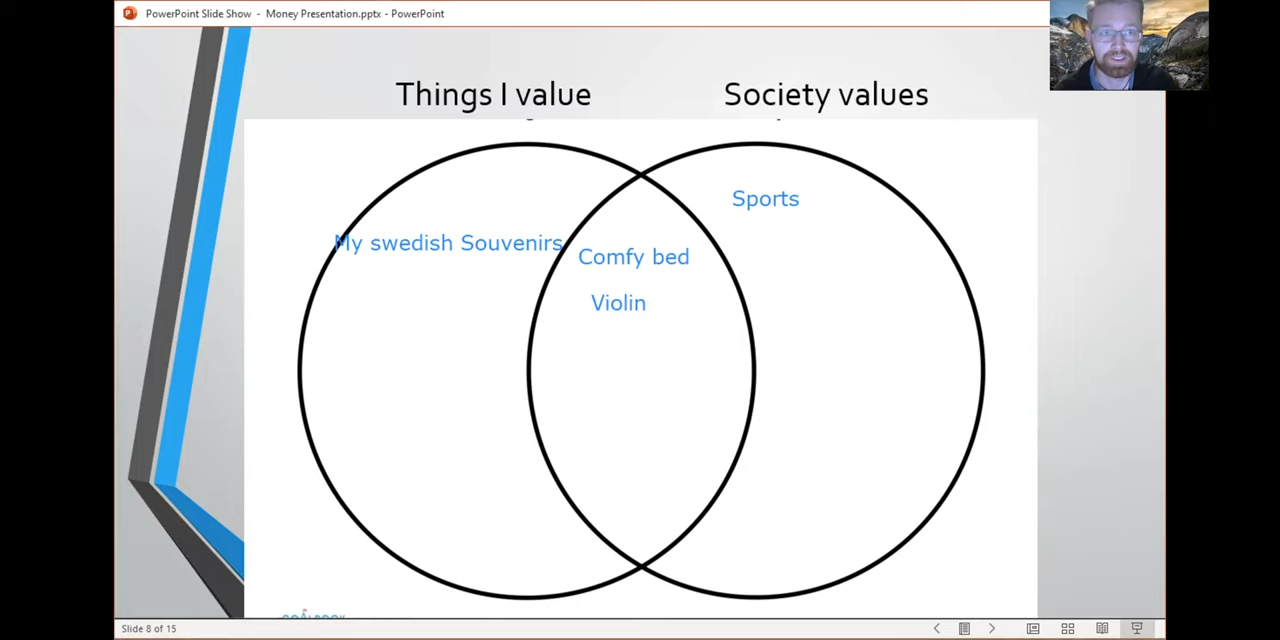 PowerPoint Slide Show - Money Presentation.pptx - PowerPoint
Things I value
Society values
Sports
My swedish Souvenirs
Comfy bed
Violin
Slide 8 of 15